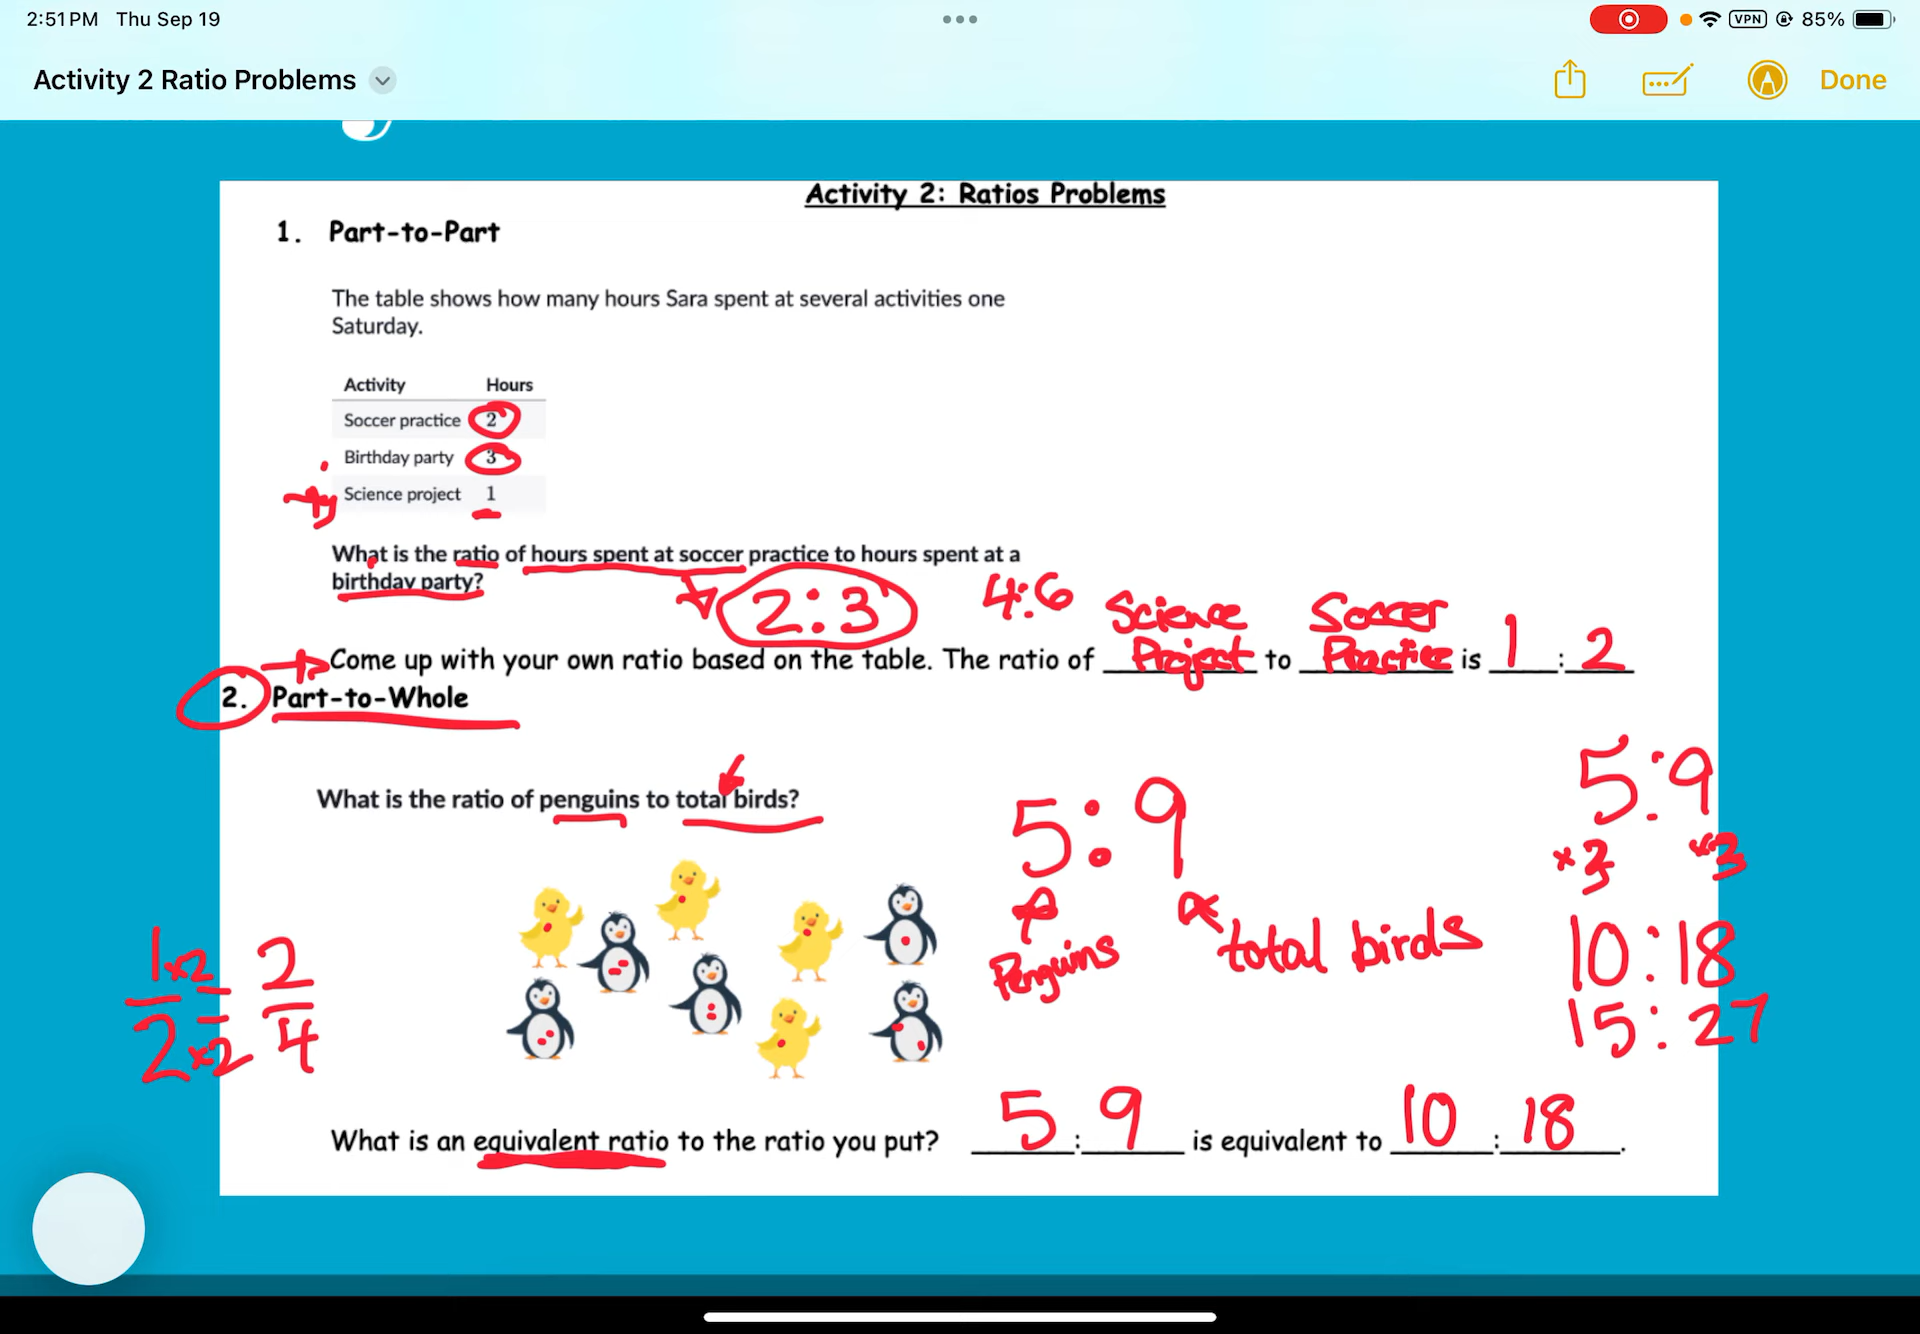 2:51 PM Thu Sep 19
VPN 85%
Activity 2 Ratio Problems
Done
Activity 2: Ratios Problems
1. Part-to-Part
The table shows how many hours Sara spent at several activities one
Saturday.
Activity Hours
Soccer practice 2
Birthday party 3
Science project 1
What is the ratio of hours spent at soccer practice to hours spent at a
birthday party?
2:3
4:6
Science Soccer
Come up with your own ratio based on the table. The ratio of Project to Practice is 1:2
2. Part-to-Whole
What is the ratio of penguins to total birds?
5:9
Penguins
total birds
5:9
×3 ×3
10:18
15:27
1×2 = 2
2×2 = 4
What is an equivalent ratio to the ratio you put? 5:9 is equivalent to 10:18.